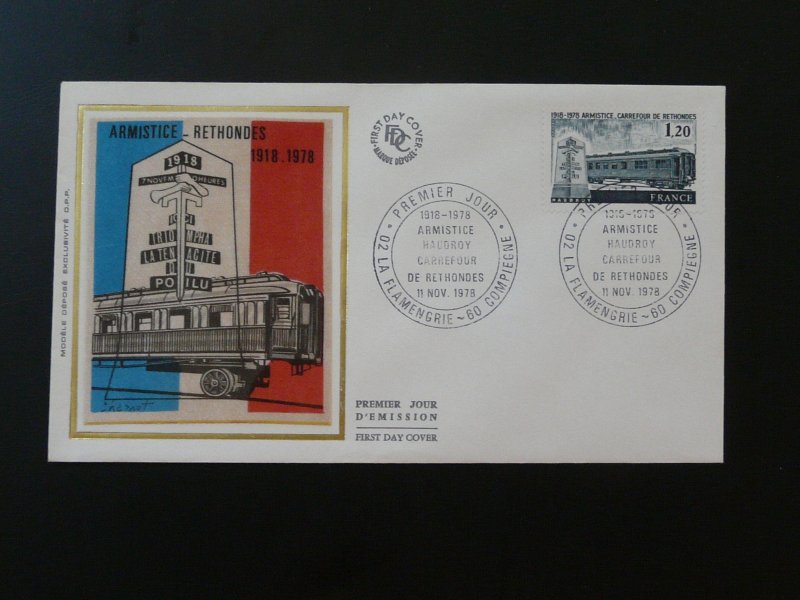 MODÈLE DÉPOSÉ EXCLUSIVITÉ O.P.P.
ARMISTICE - RETHONDES
1918.1978
1918
7 NOVEM HEURES
ICI
TRIOMPHA
LA TENACITE
DU
POILU
FIRST DAY COVER
FDC
MARQUE DÉPOSÉE
PREMIER JOUR
1918-1978
ARMISTICE
HAUDROY
CARREFOUR
DE RETHONDES
11 NOV. 1978
02 LA FLAMENGRIE ~ 60 COMPIEGNE
1918-1978 ARMISTICE, CARREFOUR DE RETHONDES
1,20
HAUDROY
FRANCE
PREMIER JOUR
1918-1978
ARMISTICE
HAUDROY
CARREFOUR
DE RETHONDES
11 NOV. 1978
02 LA FLAMENGRIE ~ 60 COMPIEGNE
PREMIER JOUR
D'EMISSION
FIRST DAY COVER